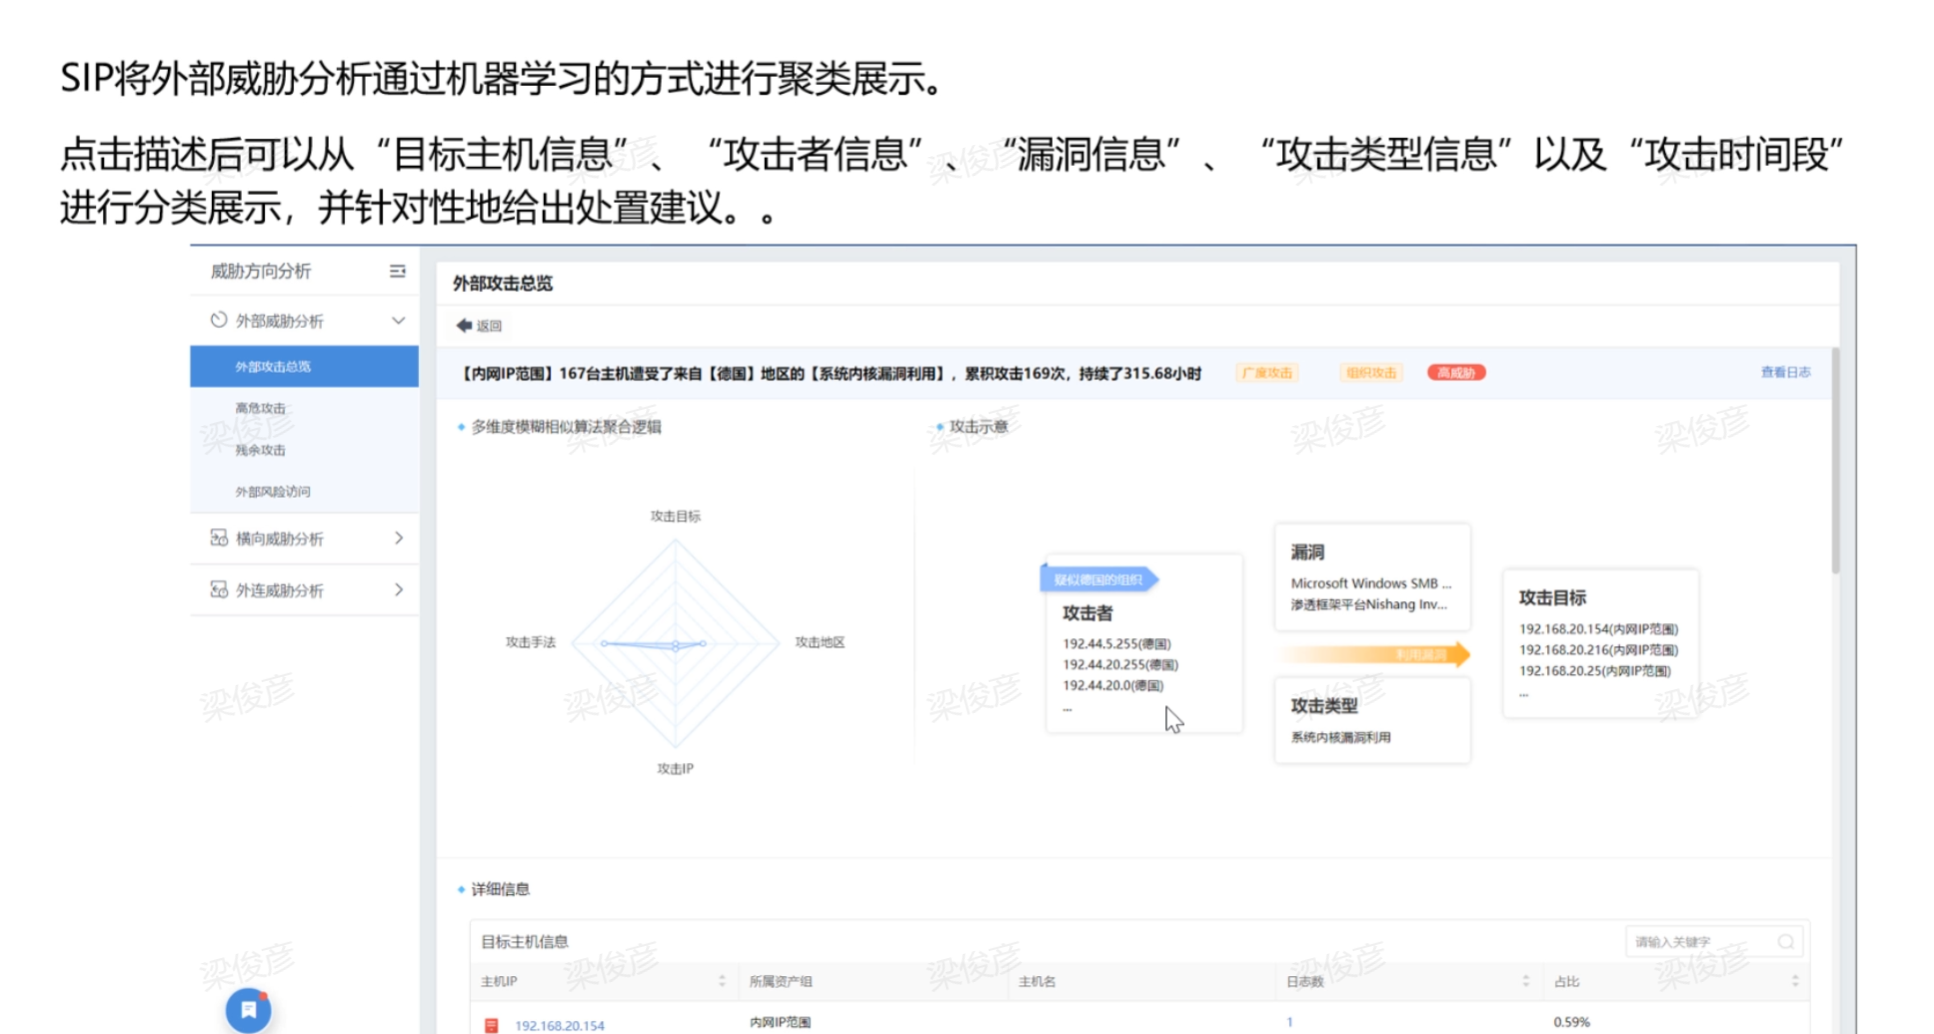 SIP将外部威胁分析通过机器学习的方式进行聚类展示。
点击描述后可以从“目标主机信息”、“攻击者信息”、“漏洞信息”、“攻击类型信息”以及“攻击时间段”
进行分类展示，并针对性地给出处置建议。。
威胁方向分析
外部威胁分析
外部攻击总览
高危攻击
残余攻击
外部风险访问
横向威胁分析
外连威胁分析
外部攻击总览
返回
【内网IP范围】167台主机遭受了来自【德国】地区的【系统内核漏洞利用】，累积攻击169次，持续了315.68小时
广度攻击
组织攻击
高威胁
查看日志
多维度模糊相似算法聚合逻辑
攻击目标
攻击手法
攻击地区
攻击IP
攻击示意
疑似德国的组织
攻击者
192.44.5.255(德国)
192.44.20.255(德国)
192.44.20.0(德国)
...
漏洞
Microsoft Windows SMB ...
渗透框架平台Nishang Inv...
利用漏洞
攻击类型
系统内核漏洞利用
攻击目标
192.168.20.154(内网IP范围)
192.168.20.216(内网IP范围)
192.168.20.25(内网IP范围)
...
详细信息
目标主机信息
请输入关键字
主机IP 所属资产组 主机名 日志数 占比
192.168.20.154 内网IP范围 1 0.59%
梁俊彦